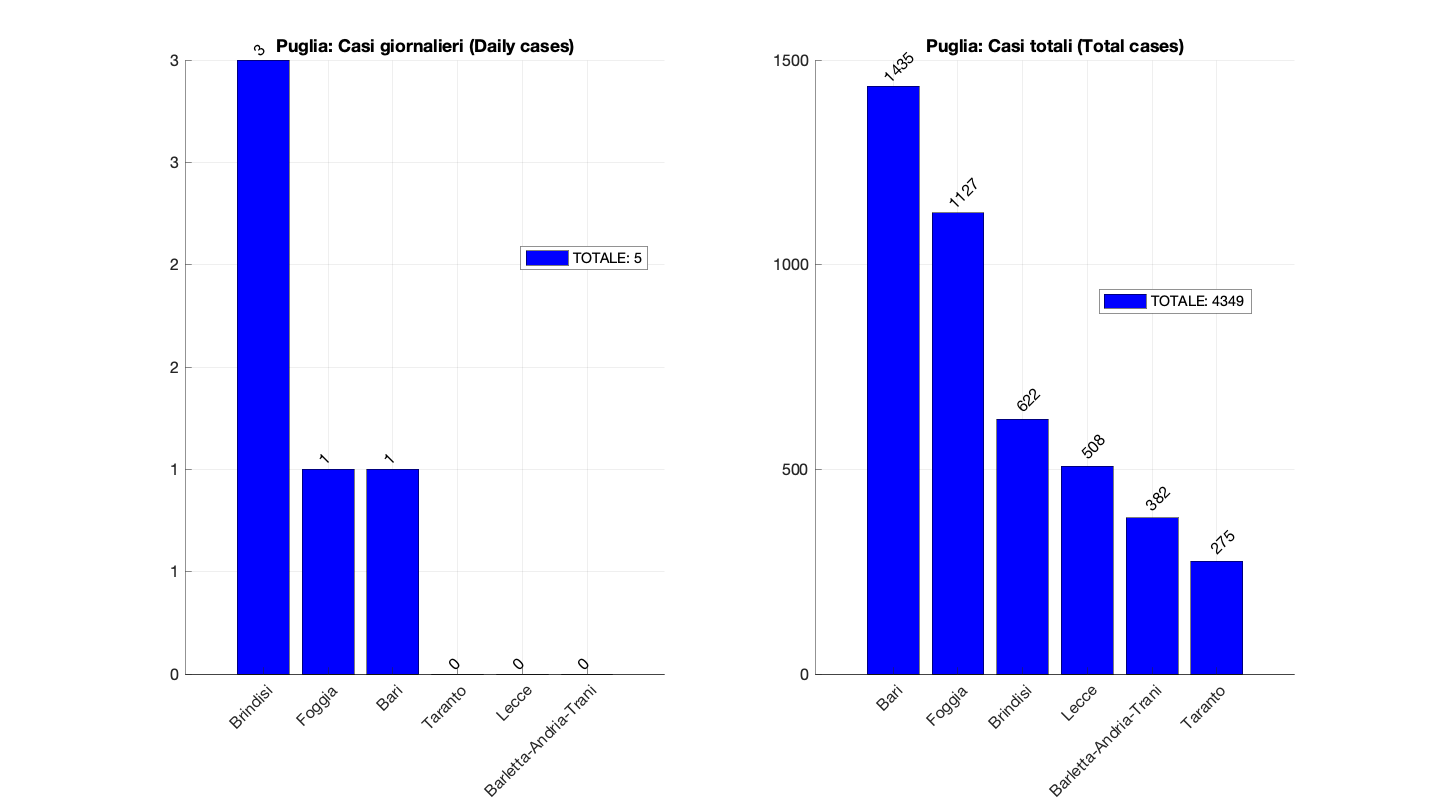 Puglia: Casi giornalieri (Daily cases)
3
3
3
2
2
1
1
0
3
1
1
0
0
0
TOTALE: 5
Brindisi
Foggia
Bari
Taranto
Lecce
Barletta-Andria-Trani
Puglia: Casi totali (Total cases)
1500
1000
500
0
1435
1127
622
508
382
275
TOTALE: 4349
Bari
Foggia
Brindisi
Lecce
Barletta-Andria-Trani
Taranto